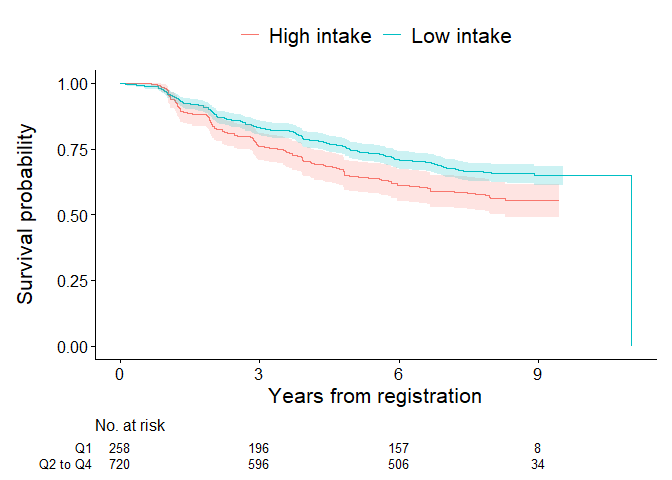 High intake Low intake
Survival probability
1.00
0.75
0.50
0.25
0.00
0 3 6 9
Years from registration
No. at risk
Q1 258 196 157 8
Q2 to Q4 720 596 506 34